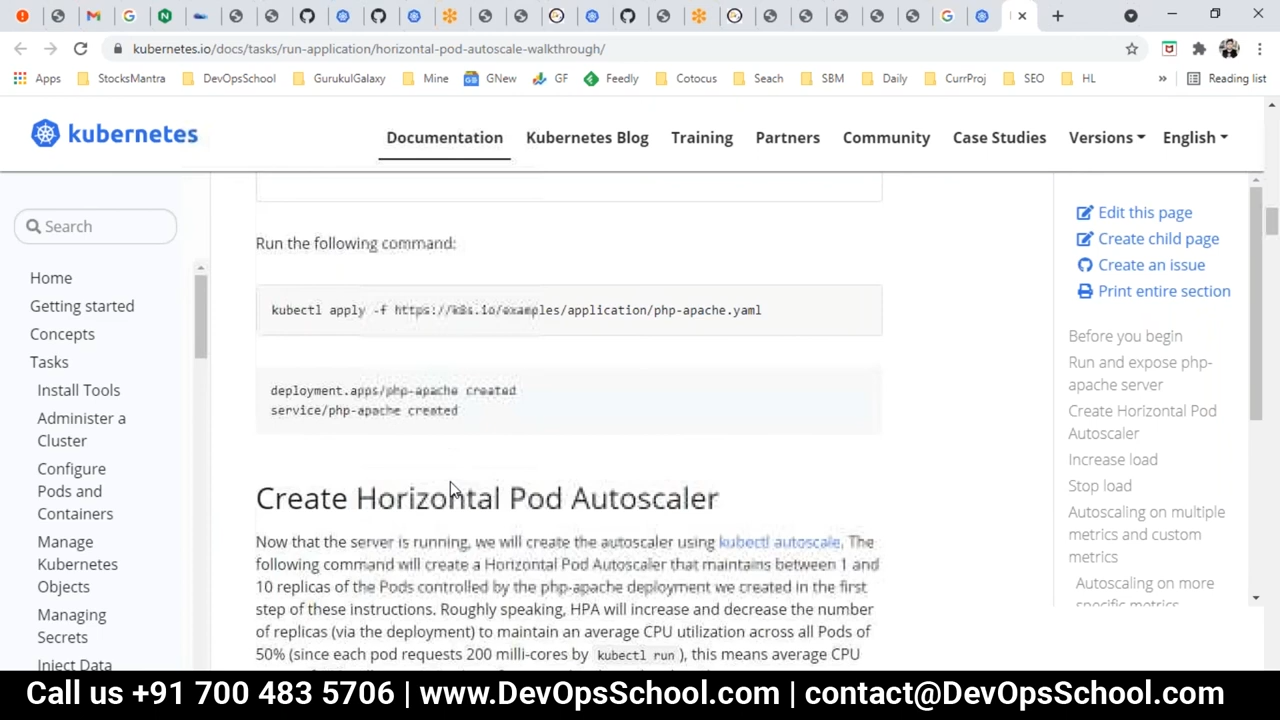 kubernetes.io/docs/tasks/run-application/horizontal-pod-autoscale-walkthrough/
Apps StocksMantra DevOpsSchool GurukulGalaxy Mine GNew GF Feedly Cotocus Seach SBM Daily CurrProj SEO HL » Reading list
kubernetes
Documentation Kubernetes Blog Training Partners Community Case Studies Versions English
Search
Home
Getting started
Concepts
Tasks
Install Tools
Administer a
Cluster
Configure
Pods and
Containers
Manage
Kubernetes
Objects
Managing
Secrets
Inject Data
Run the following command:
kubectl apply -f https://k8s.io/examples/application/php-apache.yaml
deployment.apps/php-apache created
service/php-apache created
Create Horizontal Pod Autoscaler
Now that the server is running, we will create the autoscaler using kubectl autoscale. The
following command will create a Horizontal Pod Autoscaler that maintains between 1 and
10 replicas of the Pods controlled by the php-apache deployment we created in the first
step of these instructions. Roughly speaking, HPA will increase and decrease the number
of replicas (via the deployment) to maintain an average CPU utilization across all Pods of
50% (since each pod requests 200 milli-cores by kubectl run ), this means average CPU
Edit this page
Create child page
Create an issue
Print entire section
Before you begin
Run and expose php-
apache server
Create Horizontal Pod
Autoscaler
Increase load
Stop load
Autoscaling on multiple
metrics and custom
metrics
Autoscaling on more
specific metrics
Call us +91 700 483 5706 | www.DevOpsSchool.com | contact@DevOpsSchool.com